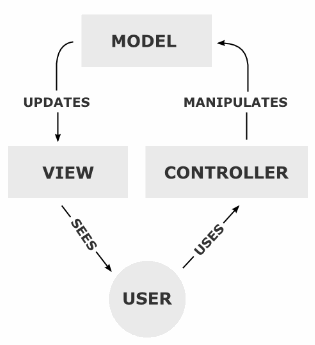 MODEL
UPDATES
MANIPULATES
VIEW
CONTROLLER
SEES
USES
USER